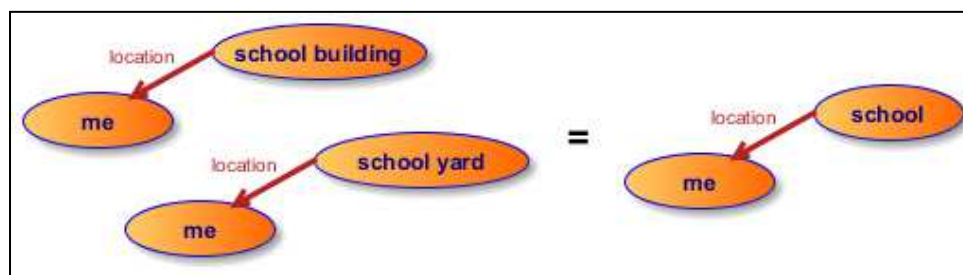 school building
location
me
school yard
location
me
=
school
location
me